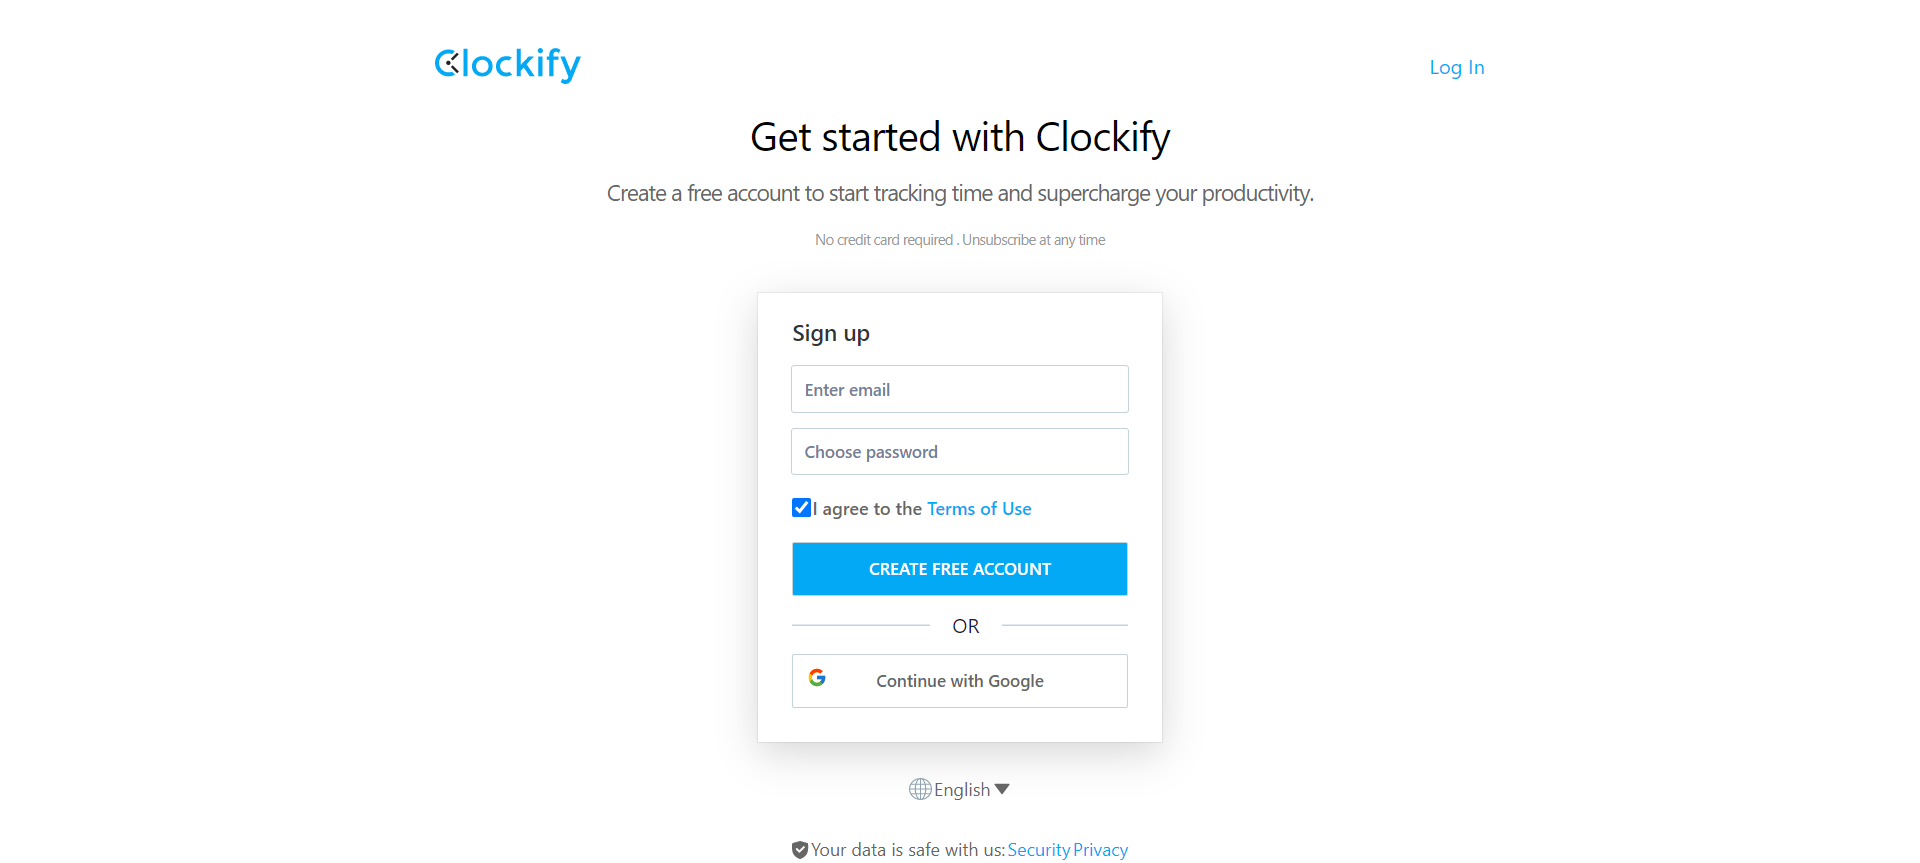 Clockify
Log In
Get started with Clockify
Create a free account to start tracking time and supercharge your productivity.
No credit card required . Unsubscribe at any time
Sign up
Enter email
Choose password
I agree to the Terms of Use
CREATE FREE ACCOUNT
OR
Continue with Google
English
Your data is safe with us: Security Privacy